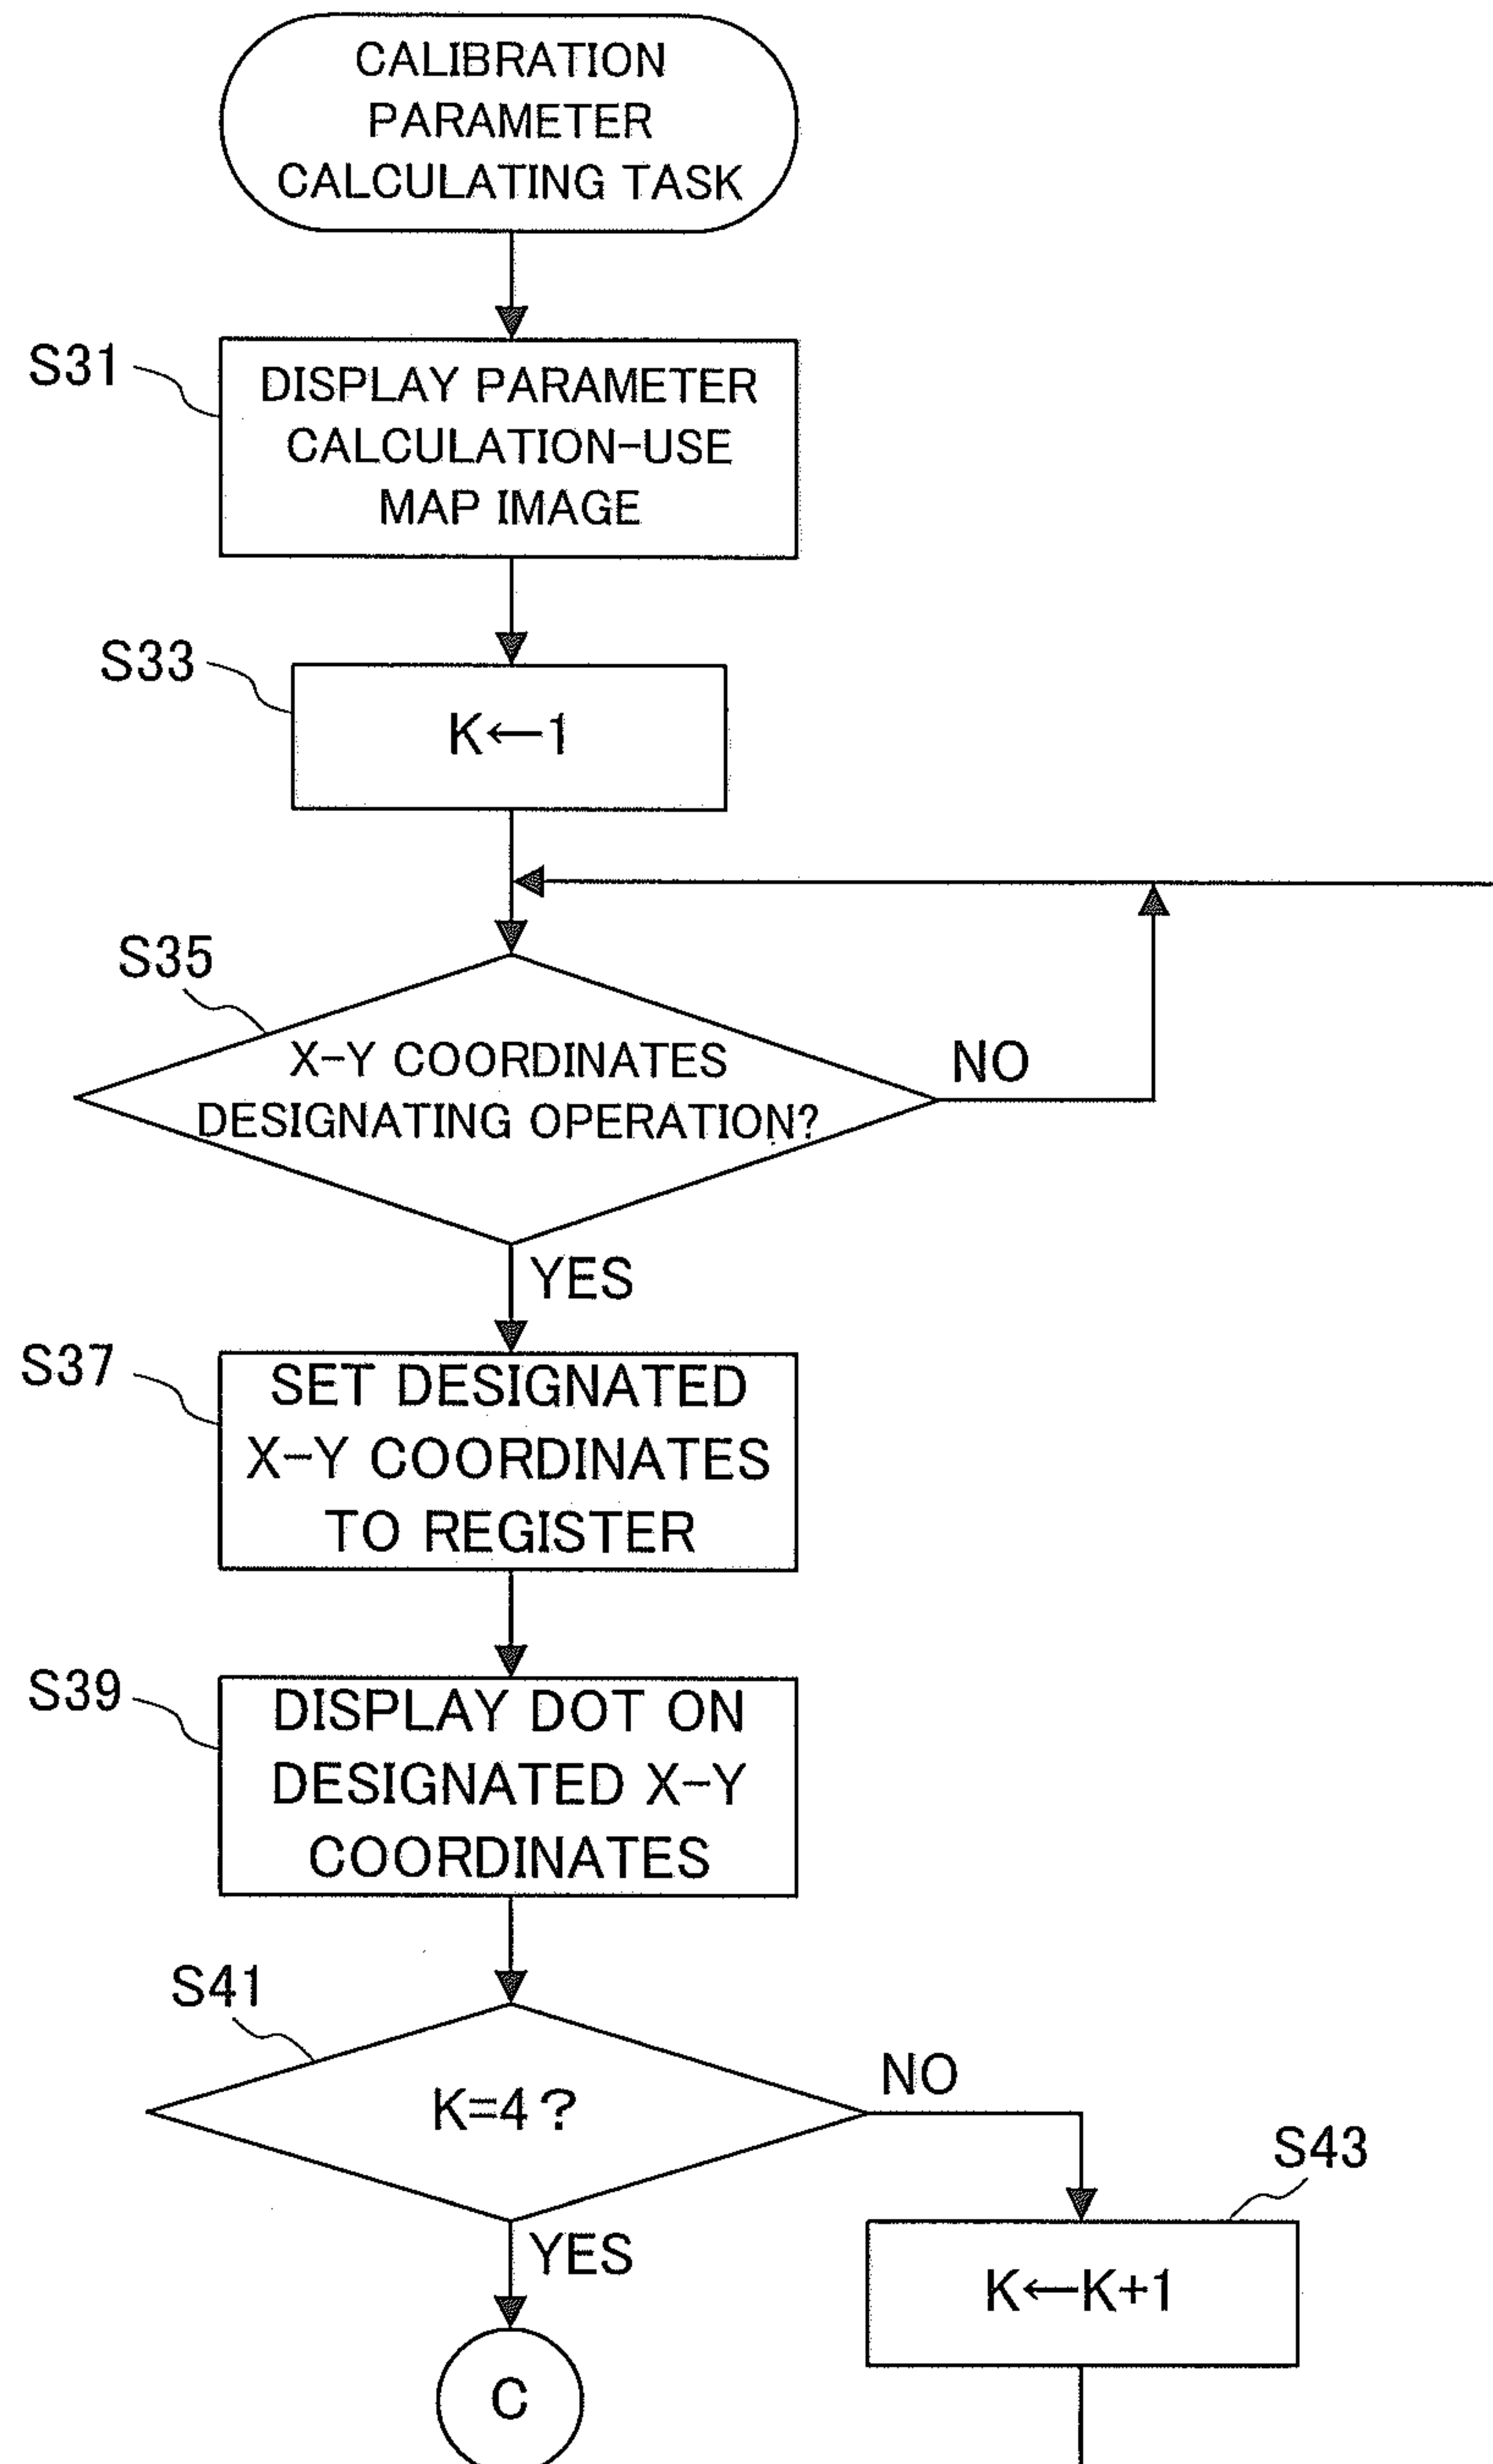 CALIBRATION
PARAMETER
CALCULATING TASK
S31
DISPLAY PARAMETER
CALCULATION-USE
MAP IMAGE
S33
K←1
S35
X-Y COORDINATES
DESIGNATING OPERATION?
NO
YES
S37
SET DESIGNATED
X-Y COORDINATES
TO REGISTER
S39
DISPLAY DOT ON
DESIGNATED X-Y
COORDINATES
S41
K=4?
NO
S43
YES
K←K+1
C